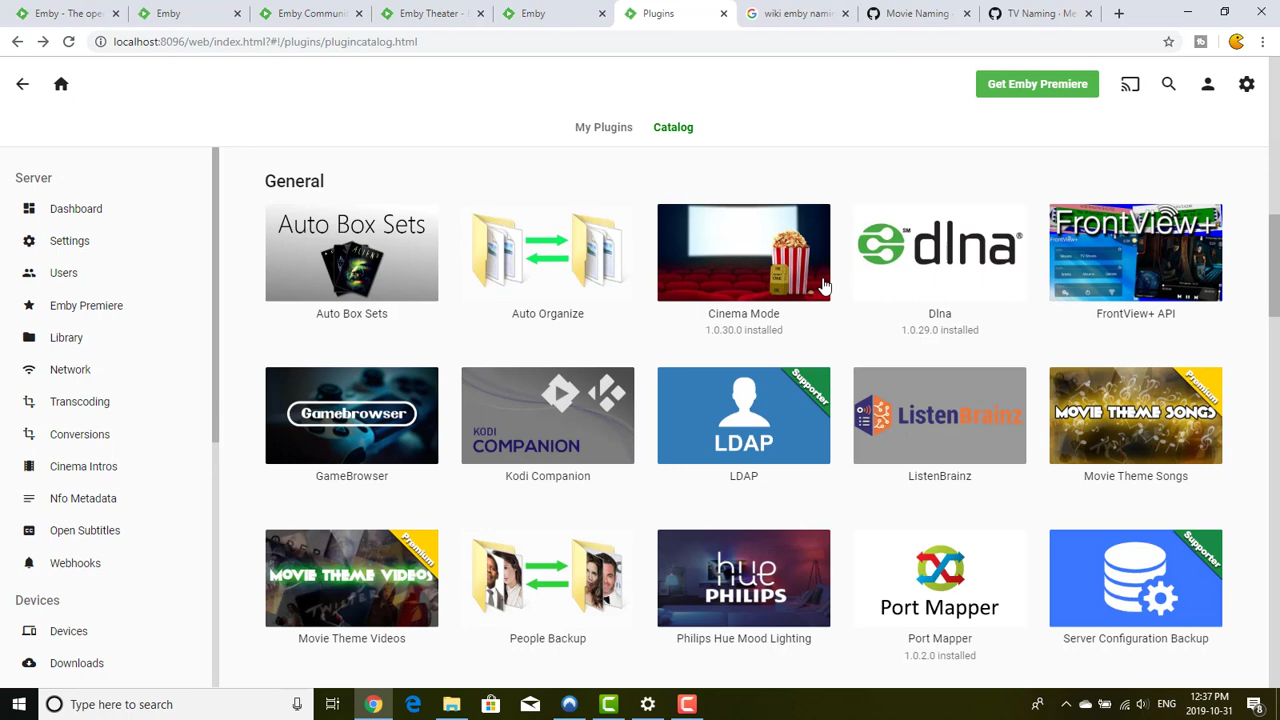 The ope
Emby
Emby Communi
Emby Theater - 
Emby
Plugins
wiki emby namin
Movie Naming
TV Naming - Me
localhost:8096/web/index.html?#!/plugins/plugincatalog.html
Get Emby Premiere
My Plugins
Catalog
Server
Dashboard
Settings
Users
Emby Premiere
Library
Network
Transcoding
Conversions
Cinema Intros
Nfo Metadata
Open Subtitles
Webhooks
Devices
Devices
Downloads
General
Auto Box Sets
Auto Box Sets
Auto Organize
Cinema Mode
1.0.30.0 installed
dlna
Dlna
1.0.29.0 installed
FrontView+
FrontView+ API
Gamebrowser
GameBrowser
KODI
COMPANION
Kodi Companion
Supporter
LDAP
LDAP
ListenBrainz
ListenBrainz
Premium
MOVIE THEME SONGS
Movie Theme Songs
Premium
MOVIE THEME VIDEOS
Movie Theme Videos
People Backup
hue
PHILIPS
Philips Hue Mood Lighting
Port Mapper
Port Mapper
1.0.2.0 installed
Supporter
Server Configuration Backup
Type here to search
12:37 PM
2019-10-31
8